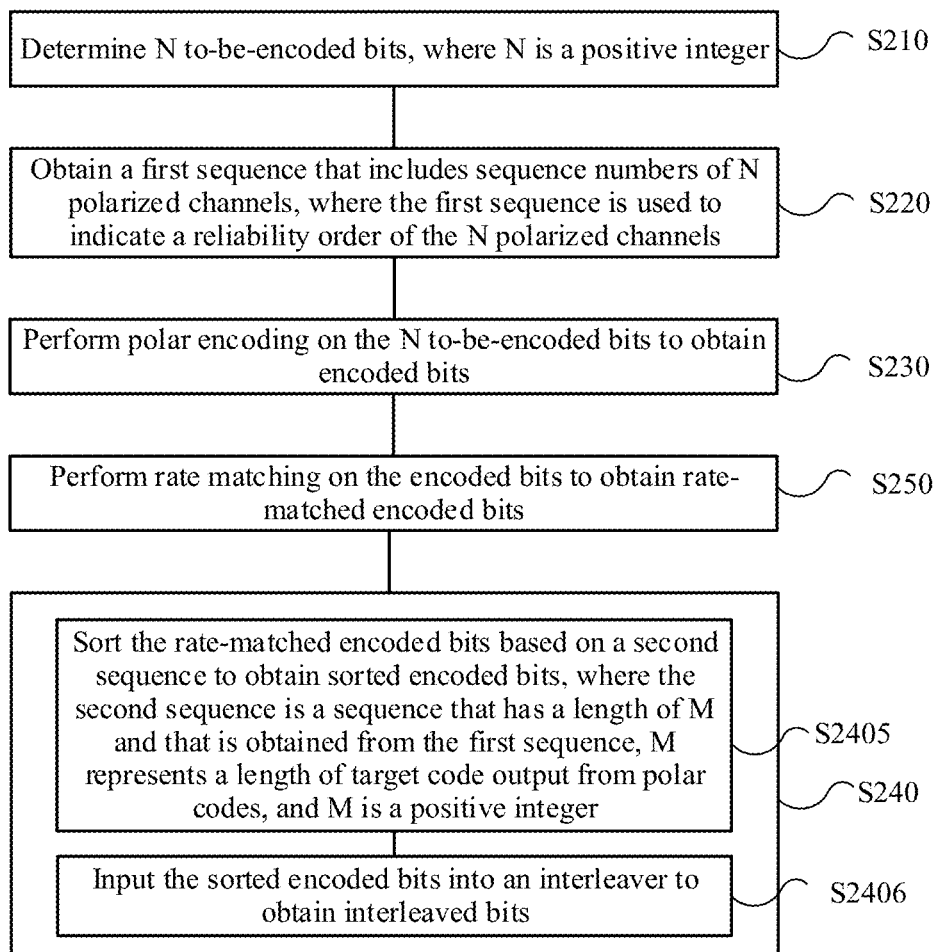 Determine N to-be-encoded bits, where N is a positive integer
S210
Obtain a first sequence that includes sequence numbers of N
polarized channels, where the first sequence is used to
indicate a reliability order of the N polarized channels
S220
Perform polar encoding on the N to-be-encoded bits to obtain
encoded bits
S230
Perform rate matching on the encoded bits to obtain rate-
matched encoded bits
S250
Sort the rate-matched encoded bits based on a second
sequence to obtain sorted encoded bits, where the
second sequence is a sequence that has a length of M
and that is obtained from the first sequence, M
represents a length of target code output from polar
codes, and M is a positive integer
S2405
S240
Input the sorted encoded bits into an interleaver to
obtain interleaved bits
S2406